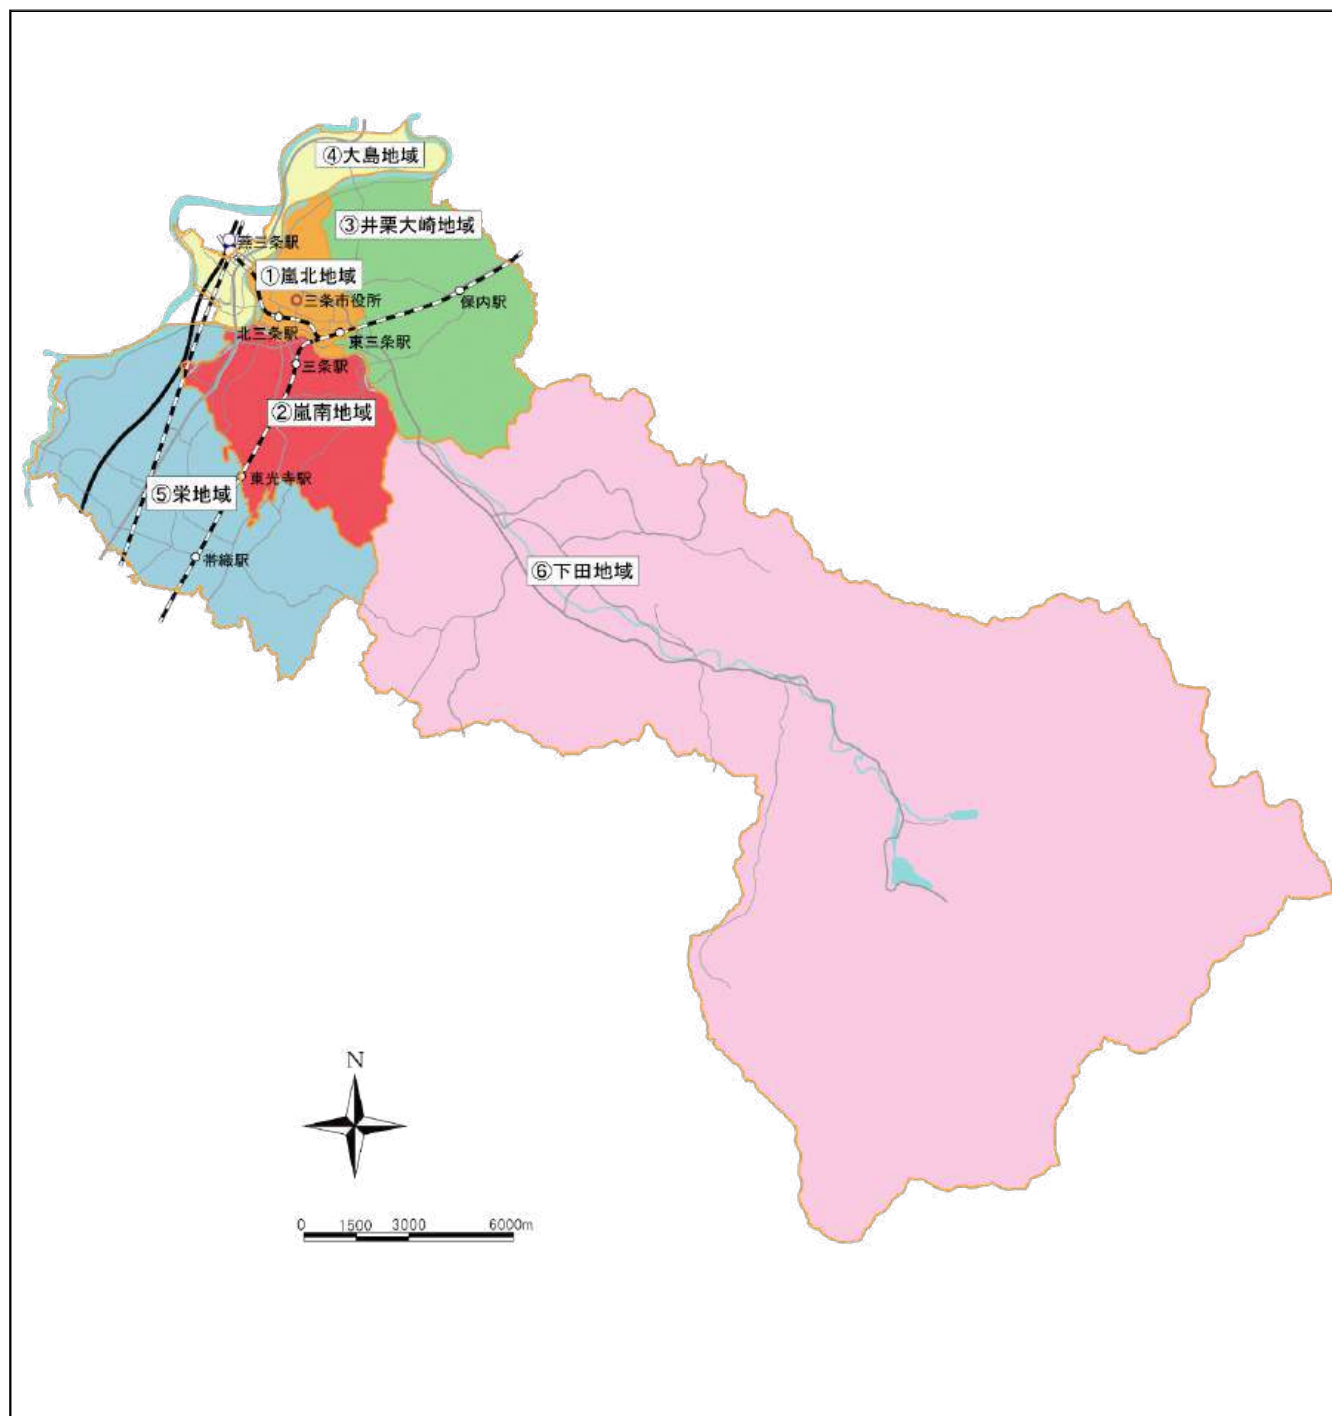 ④大島地域
③井栗大崎地域
燕三条駅
①嵐北地域
三条市役所
保内駅
北三条駅
東三条駅
三条駅
②嵐南地域
東光寺駅
⑤栄地域
帯織駅
⑥下田地域
N
0 1500 3000 6000m